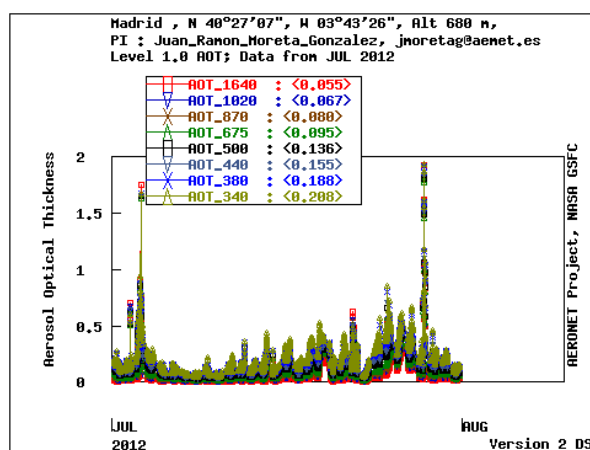 Madrid , N 40°27'07", W 03°43'26", Alt 680 m,
PI : Juan_Ramon_Moreta_Gonzalez, jmoretag@aemet.es
Level 1.0 AOT; Data from JUL 2012
AOT_1640 : <0.055>
AOT_1020 : <0.067>
AOT_870 : <0.080>
AOT_675 : <0.095>
AOT_500 : <0.136>
AOT_440 : <0.155>
AOT_380 : <0.188>
AOT_340 : <0.208>
Aerosol Optical Thickness
2
1.5
1
0.5
0
AERONET Project, NASA GSFC
JUL
2012
AUG
Version 2 DS